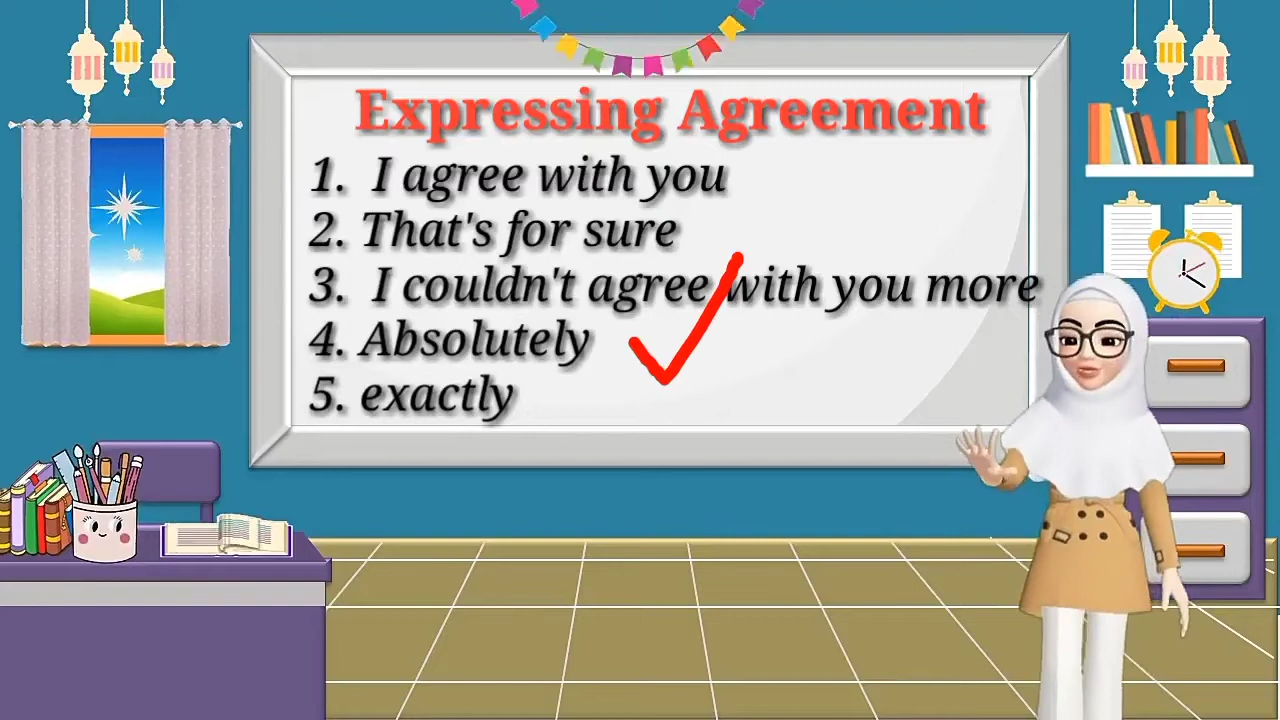 Expressing Agreement
1. I agree with you
2. That's for sure
3. I couldn't agree with you more
4. Absolutely
5. exactly